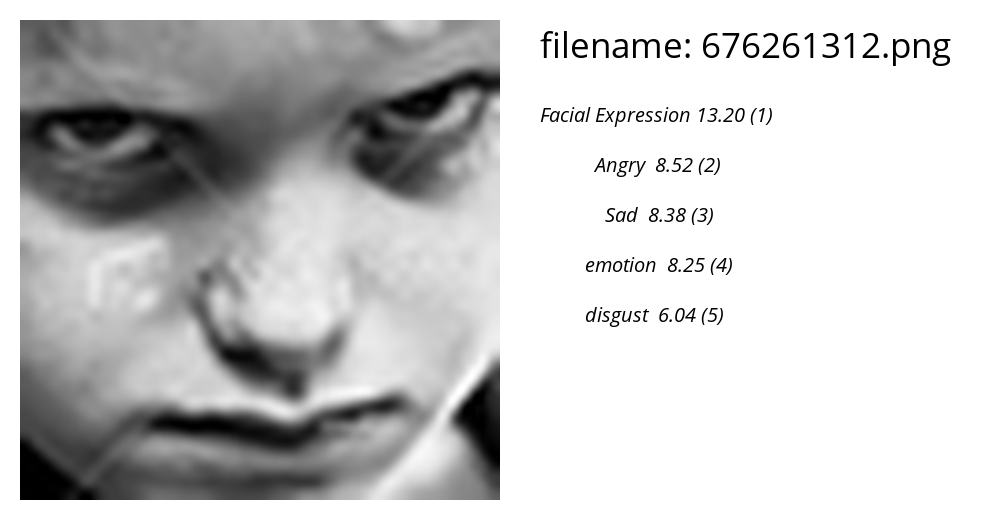 filename: 676261312.png
Facial Expression 13.20 (1)
Angry 8.52 (2)
Sad 8.38 (3)
emotion 8.25 (4)
disgust 6.04 (5)